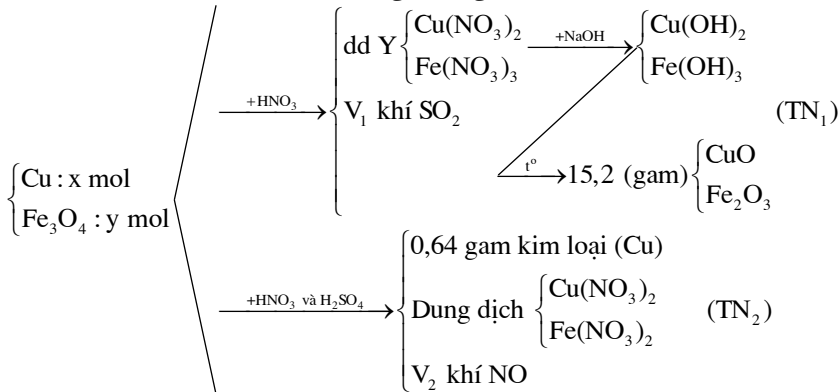 dd Y { Cu(NO₃)₂ +NaOH → { Cu(OH)₂
Fe(NO₃)₃ Fe(OH)₃
+HNO₃ → V₁ khí SO₂ (TN₁)
t° → 15,2 (gam) { CuO
Fe₂O₃
{ Cu : x mol
Fe₃O₄ : y mol
0,64 gam kim loại (Cu)
+HNO₃ và H₂SO₄ → Dung dịch { Cu(NO₃)₂ (TN₂)
Fe(NO₃)₂
V₂ khí NO